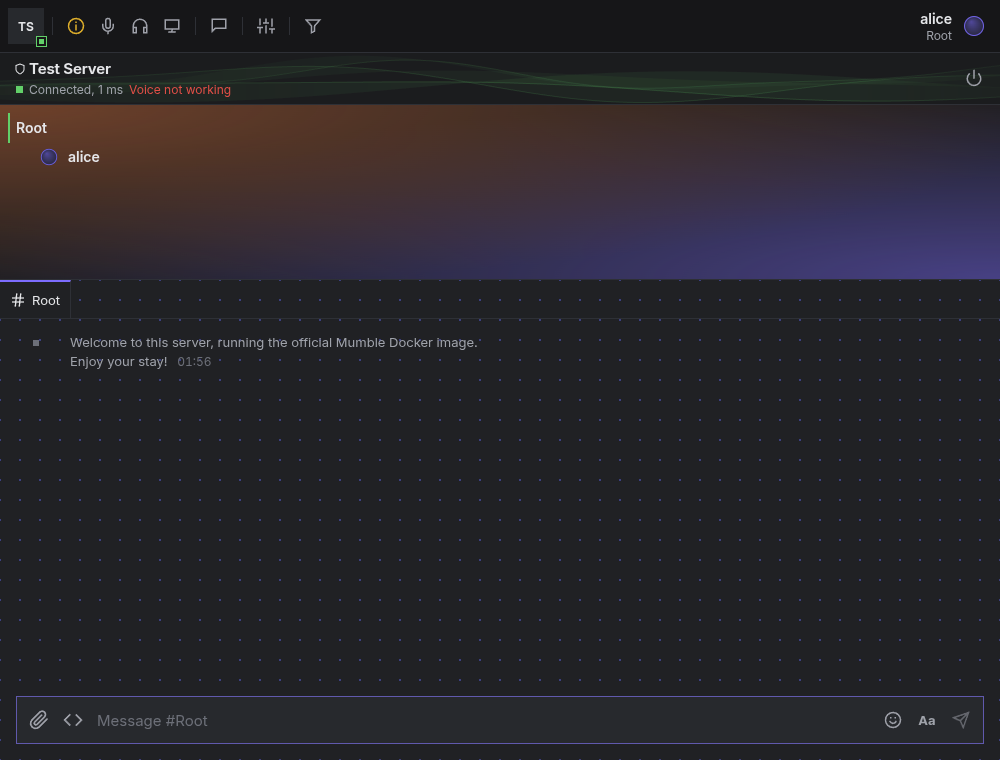 TS
alice
Root
Test Server
Connected, 1 ms Voice not working
Root
alice
Root
Welcome to this server, running the official Mumble Docker image.
Enjoy your stay! 01:56
Message #Root
Aa